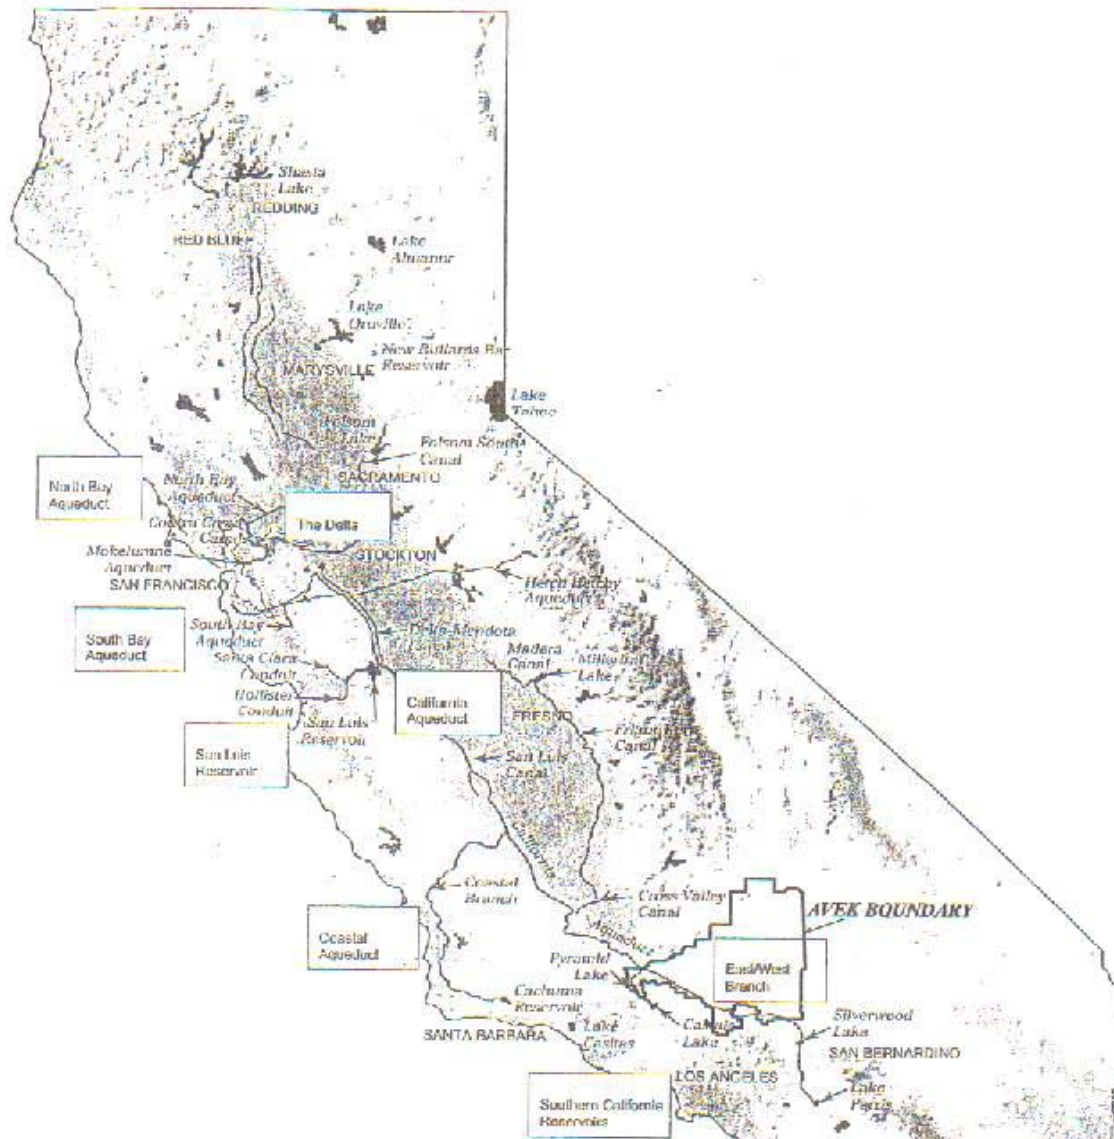 Shasta
Lake
REDDING
RED BLUFF
Lake
Almanor
Lake
Oroville
New Bullards Ba
Reservoir
MARYSVILLE
Lake
Tahoe
Folsom
Lake
Folsom South
Canal
SACRAMENTO
North Bay
Aqueduct
North Bay
Aqueduct
The Delta
Contra Costa
Canal
STOCKTON
Mokelumne
Aqueduct
SAN FRANCISCO
Hetch Hetchy
Aqueduct
South Bay
Aqueduct
South Bay
Aqueduct
Delta-Mendota
Canal
Santa Clara
Conduit
Madera
Canal
Millerton
Lake
Hollister
Conduit
San Luis
Reservoir
California
Aqueduct
FRESNO
San Luis
Reservoir
San Luis
Canal
Canal
California
Coastal
Branch
Cross Valley
Canal
AVEK BOUNDARY
Coastal
Aqueduct
Aqueduct
East/West
Branch
Pyramid
Lake
Cachuma
Reservoir
Castaic
Lake
Silverwood
Lake
SANTA BARBARA
Lake
Casitas
SAN BERNARDINO
LOS ANGELES
Lake
Perris
Southern California
Reservoirs